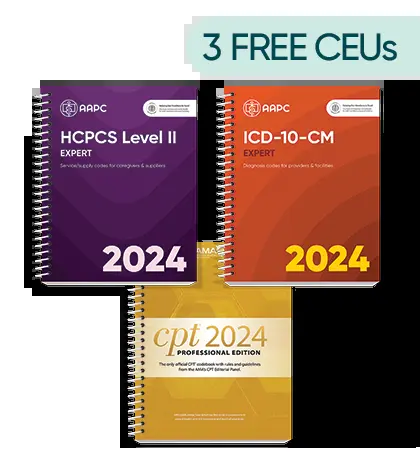 3 FREE CEUs
AAPC
HCPCS Level II
EXPERT
Service/supply codes for caregivers & suppliers
2024
AAPC
ICD-10-CM
EXPERT
Diagnosis codes for providers & facilities
2024
AMA
cpt 2024
PROFESSIONAL EDITION
The only official CPT codebook with rules and guidelines
from the AMA's CPT Editorial Panel.